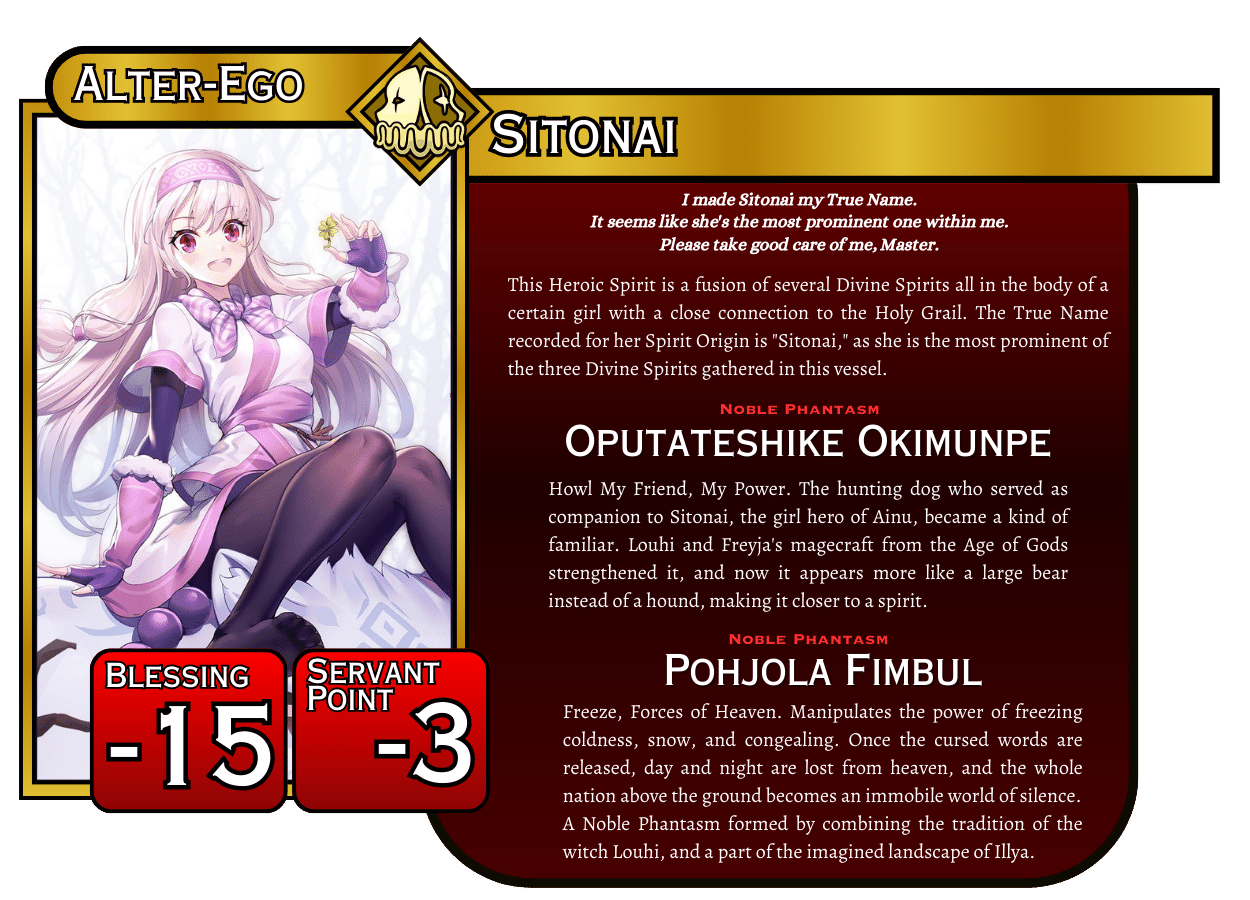 Alter-Ego
Sitonai
I made Sitonai my True Name.
It seems like she's the most prominent one within me.
Please take good care of me, Master.
This Heroic Spirit is a fusion of several Divine Spirits all in the body of a
certain girl with a close connection to the Holy Grail. The True Name
recorded for her Spirit Origin is "Sitonai," as she is the most prominent of
the three Divine Spirits gathered in this vessel.
Noble Phantasm
Oputateshike Okimunpe
Howl My Friend, My Power. The hunting dog who served as
companion to Sitonai, the girl hero of Ainu, became a kind of
familiar. Louhi and Freyja's magecraft from the Age of Gods
strengthened it, and now it appears more like a large bear
instead of a hound, making it closer to a spirit.
Noble Phantasm
Pohjola Fimbul
Freeze, Forces of Heaven. Manipulates the power of freezing
coldness, snow, and congealing. Once the cursed words are
released, day and night are lost from heaven, and the whole
nation above the ground becomes an immobile world of silence.
A Noble Phantasm formed by combining the tradition of the
witch Louhi, and a part of the imagined landscape of Illya.
Blessing
-15
Servant
Point
-3